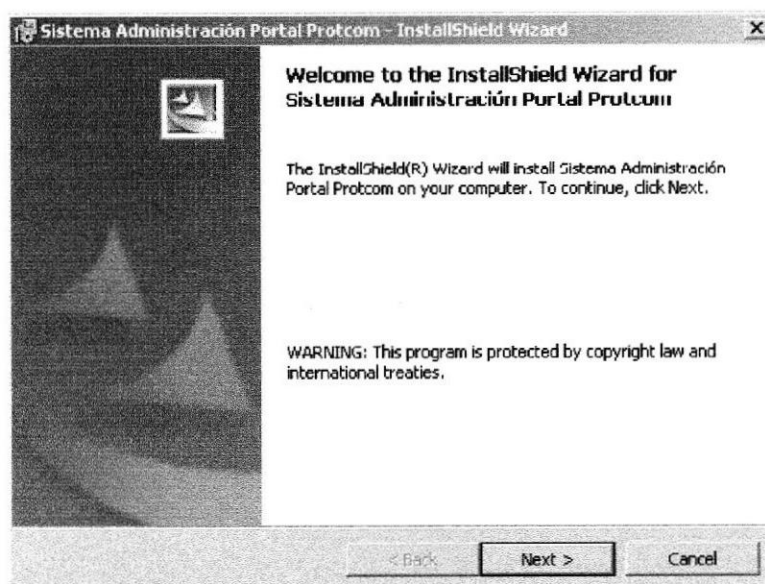 Sistema Administración Portal Protcom - InstallShield Wizard
Welcome to the InstallShield Wizard for
Sistema Administración Portal Protcom
The InstallShield(R) Wizard will install Sistema Administración
Portal Protcom on your computer. To continue, click Next.
WARNING: This program is protected by copyright law and
international treaties.
< Back
Next >
Cancel